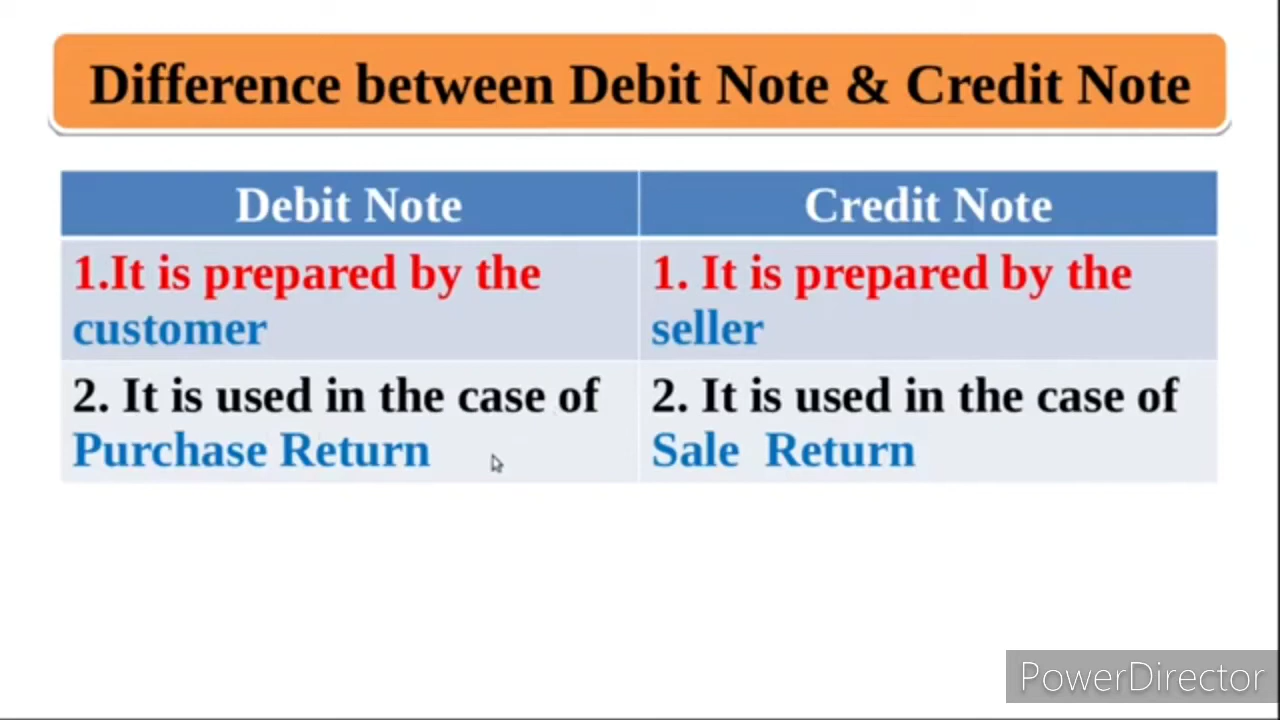 Difference between Debit Note & Credit Note
Debit Note
Credit Note
1.It is prepared by the
customer
1. It is prepared by the
seller
2. It is used in the case of
Purchase Return
2. It is used in the case of
Sale Return
PowerDirector